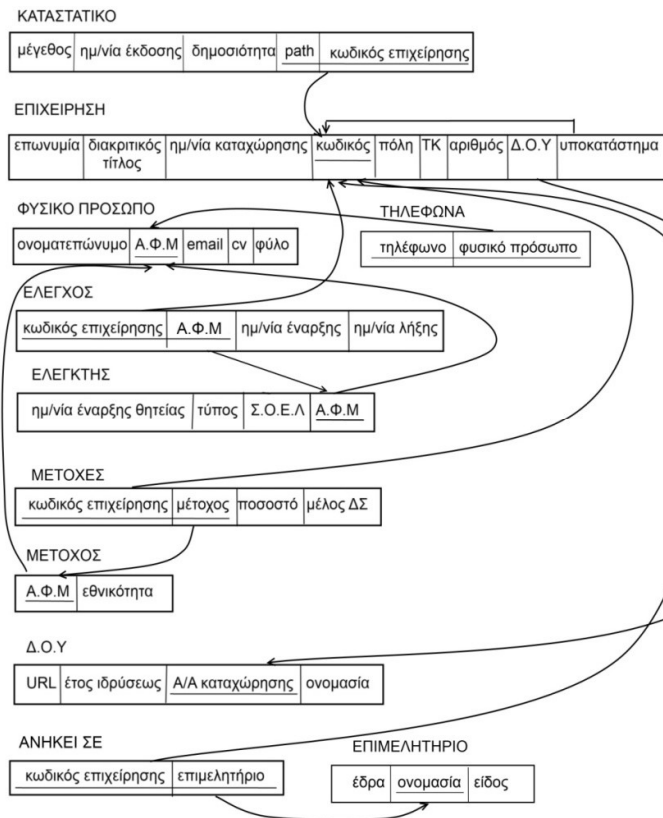 ΚΑΤΑΣΤΑΤΙΚΟ
μέγεθος ημ/νία έκδοσης δημοσιότητα path κωδικός επιχείρησης
ΕΠΙΧΕΙΡΗΣΗ
επωνυμία διακριτικός τίτλος ημ/νία καταχώρησης κωδικός πόλη ΤΚ αριθμός Δ.Ο.Υ υποκατάστημα
ΦΥΣΙΚΟ ΠΡΟΣΩΠΟ
ονοματεπώνυμο Α.Φ.Μ email cv φύλο
ΤΗΛΕΦΩΝΑ
τηλέφωνο φυσικό πρόσωπο
ΕΛΕΓΧΟΣ
κωδικός επιχείρησης Α.Φ.Μ ημ/νία έναρξης ημ/νία λήξης
ΕΛΕΓΚΤΗΣ
ημ/νία έναρξης θητείας τύπος Σ.Ο.Ε.Λ Α.Φ.Μ
ΜΕΤΟΧΕΣ
κωδικός επιχείρησης μέτοχος ποσοστό μέλος ΔΣ
ΜΕΤΟΧΟΣ
Α.Φ.Μ εθνικότητα
Δ.Ο.Υ
URL έτος ιδρύσεως Α/Α καταχώρησης ονομασία
ΑΝΗΚΕΙ ΣΕ
κωδικός επιχείρησης επιμελητήριο
ΕΠΙΜΕΛΗΤΗΡΙΟ
έδρα ονομασία είδος